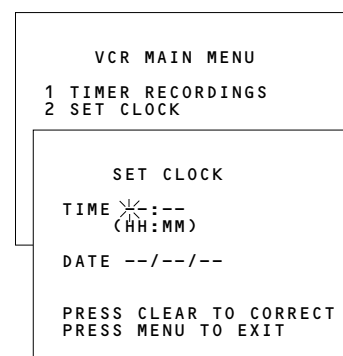 VCR MAIN MENU
1 TIMER RECORDINGS
2 SET CLOCK
SET CLOCK
TIME --:--
(HH:MM)
DATE --/--/--
PRESS CLEAR TO CORRECT
PRESS MENU TO EXIT